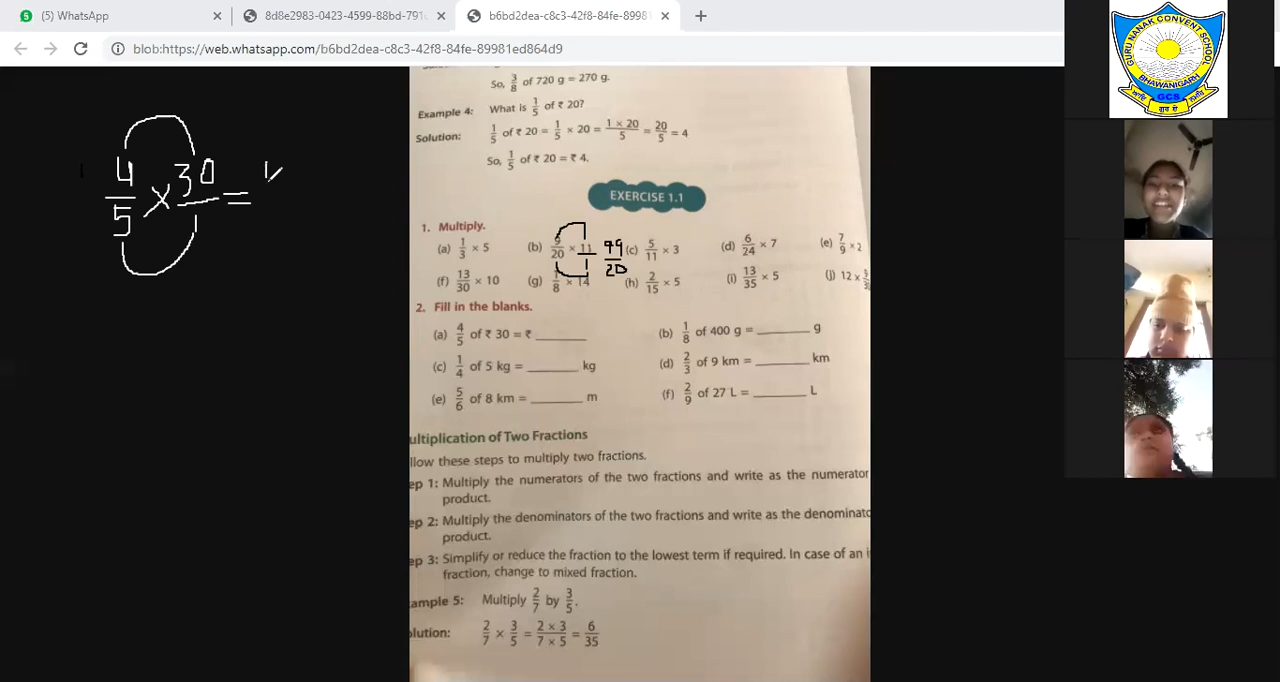 (5) WhatsApp
8d8e2983-0423-4599-88bd-791c
b6bd2dea-c8c3-42f8-84fe-89981
blob:https://web.whatsapp.com/b6bd2dea-c8c3-42f8-84fe-89981ed864d9
GURU NANAK CONVENT SCHOOL
GCS
BHAWANIGARH
So, 3/8 of 720 g = 270 g.
Example 4: What is 1/5 of ₹ 20?
Solution: 1/5 of ₹ 20 = 1/5 × 20 = (1 × 20)/5 = 20/5 = 4
So, 1/5 of ₹ 20 = ₹ 4.
4/5 × 30 =
EXERCISE 1.1
1. Multiply.
(a) 1/3 × 5 (b) 9/20 × 11 99/20 (c) 5/11 × 3 (d) 6/24 × 7 (e) 7/9 × 2
(f) 13/30 × 10 (g) 1/8 × 14 (h) 2/15 × 5 (i) 13/35 × 5 (j) 12 ×
2. Fill in the blanks.
(a) 4/5 of ₹ 30 = ₹ ______ (b) 1/8 of 400 g = ______ g
(c) 1/4 of 5 kg = ______ kg (d) 2/3 of 9 km = ______ km
(e) 5/6 of 8 km = ______ m (f) 2/9 of 27 L = ______ L
ultiplication of Two Fractions
llow these steps to multiply two fractions.
ep 1: Multiply the numerators of the two fractions and write as the numerator
product.
ep 2: Multiply the denominators of the two fractions and write as the denominato
product.
ep 3: Simplify or reduce the fraction to the lowest term if required. In case of an i
fraction, change to mixed fraction.
ample 5: Multiply 2/7 by 3/5.
olution: 2/7 × 3/5 = (2 × 3)/(7 × 5) = 6/35